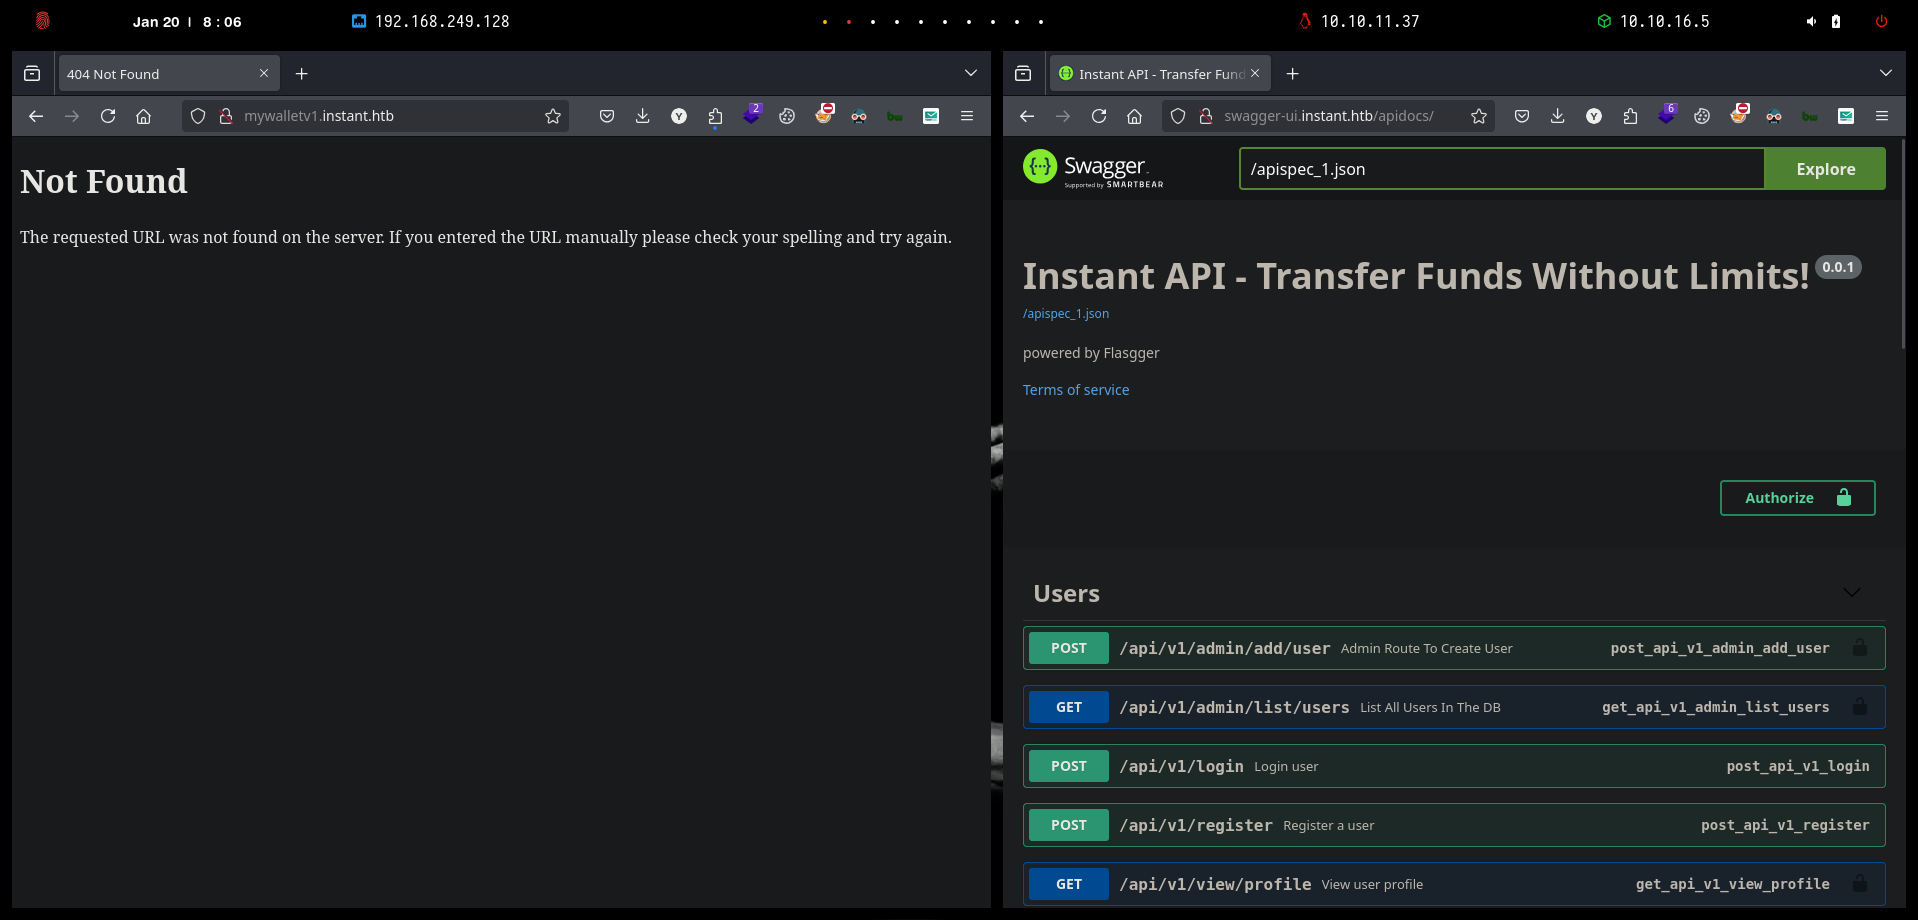 Jan 20 | 8 : 06
192.168.249.128
10.10.11.37
10.10.16.5
404 Not Found
mywalletv1.instant.htb
2
Not Found
The requested URL was not found on the server. If you entered the URL manually please check your spelling and try again.
Instant API - Transfer Fund
swagger-ui.instant.htb/apidocs/
6
Swagger
Supported by SMARTBEAR
/apispec_1.json
Explore
Instant API - Transfer Funds Without Limits! 0.0.1
/apispec_1.json
powered by Flasgger
Terms of service
Authorize
Users
POST /api/v1/admin/add/user Admin Route To Create User post_api_v1_admin_add_user
GET /api/v1/admin/list/users List All Users In The DB get_api_v1_admin_list_users
POST /api/v1/login Login user post_api_v1_login
POST /api/v1/register Register a user post_api_v1_register
GET /api/v1/view/profile View user profile get_api_v1_view_profile